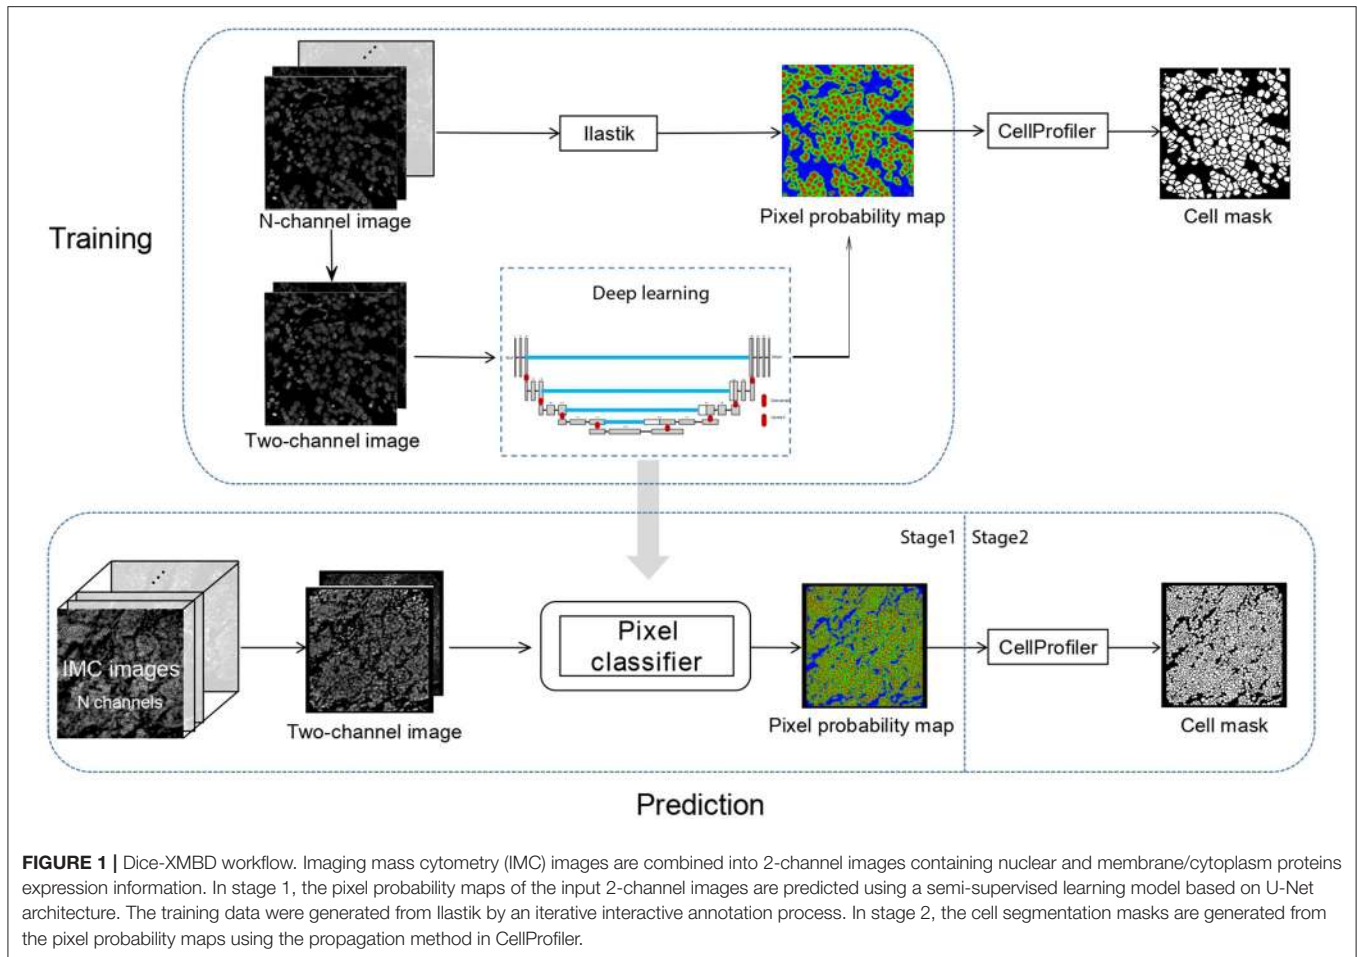 Ilastik
CellProfiler
N-channel image
Pixel probability map
Cell mask
Training
Deep learning
Two-channel image
Stage1
Stage2
Pixel
classifier
CellProfiler
IMC images
N channels
Two-channel image
Pixel probability map
Cell mask
Prediction
FIGURE 1 | Dice-XMBD workflow. Imaging mass cytometry (IMC) images are combined into 2-channel images containing nuclear and membrane/cytoplasm proteins
expression information. In stage 1, the pixel probability maps of the input 2-channel images are predicted using a semi-supervised learning model based on U-Net
architecture. The training data were generated from Ilastik by an iterative interactive annotation process. In stage 2, the cell segmentation masks are generated from
the pixel probability maps using the propagation method in CellProfiler.